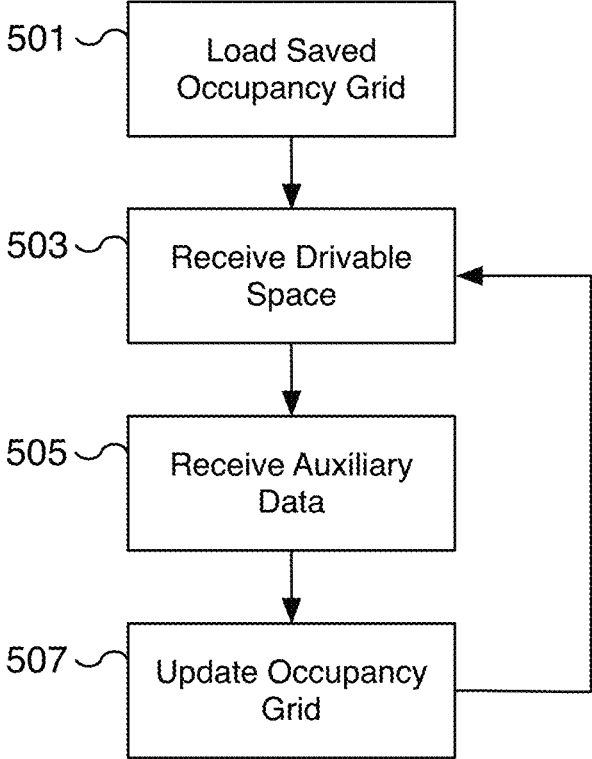 501
Load Saved
Occupancy Grid
503
Receive Drivable
Space
505
Receive Auxiliary
Data
507
Update Occupancy
Grid